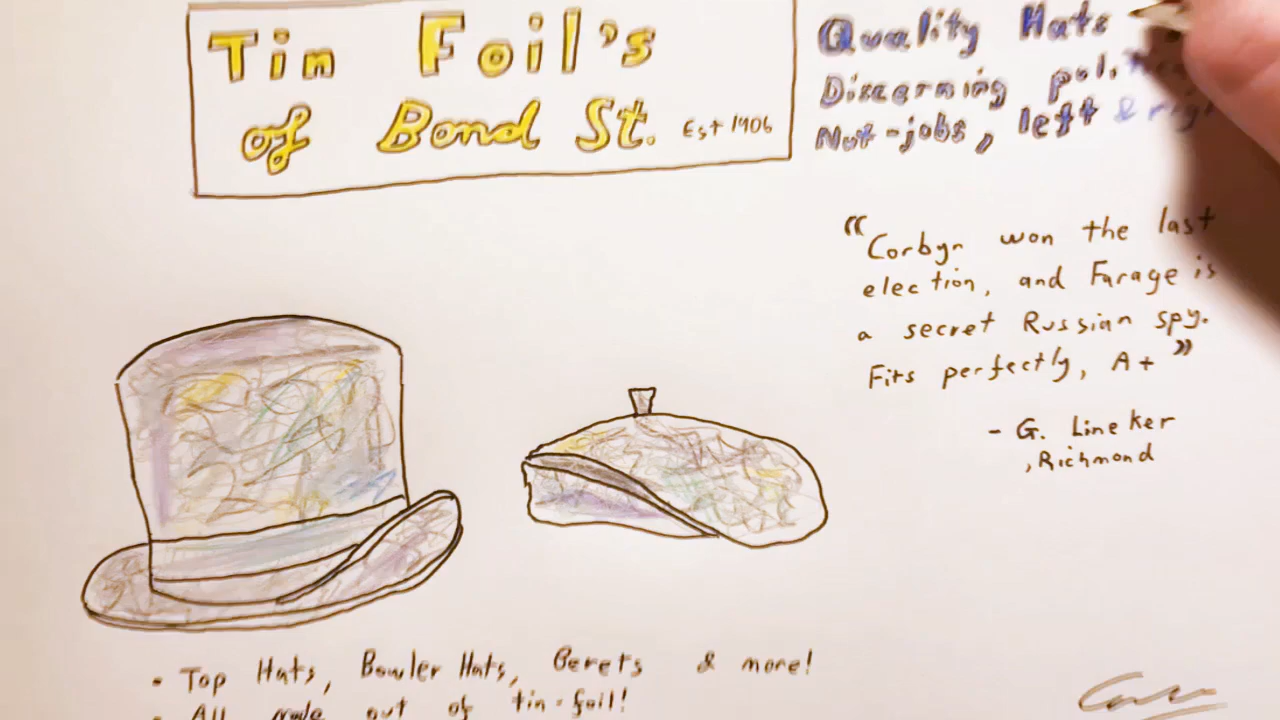 Tin Foil's
of Bond St. Est 1906
Quality Hats
Discerning
Nut-jobs, left & right
"Corbyn won the last
election, and Farage is
a secret Russian spy.
Fits perfectly, A+"
- G. Lineker
, Richmond
• Top Hats, Bowler Hats, Berets & more!
• All made out of tin-foil!